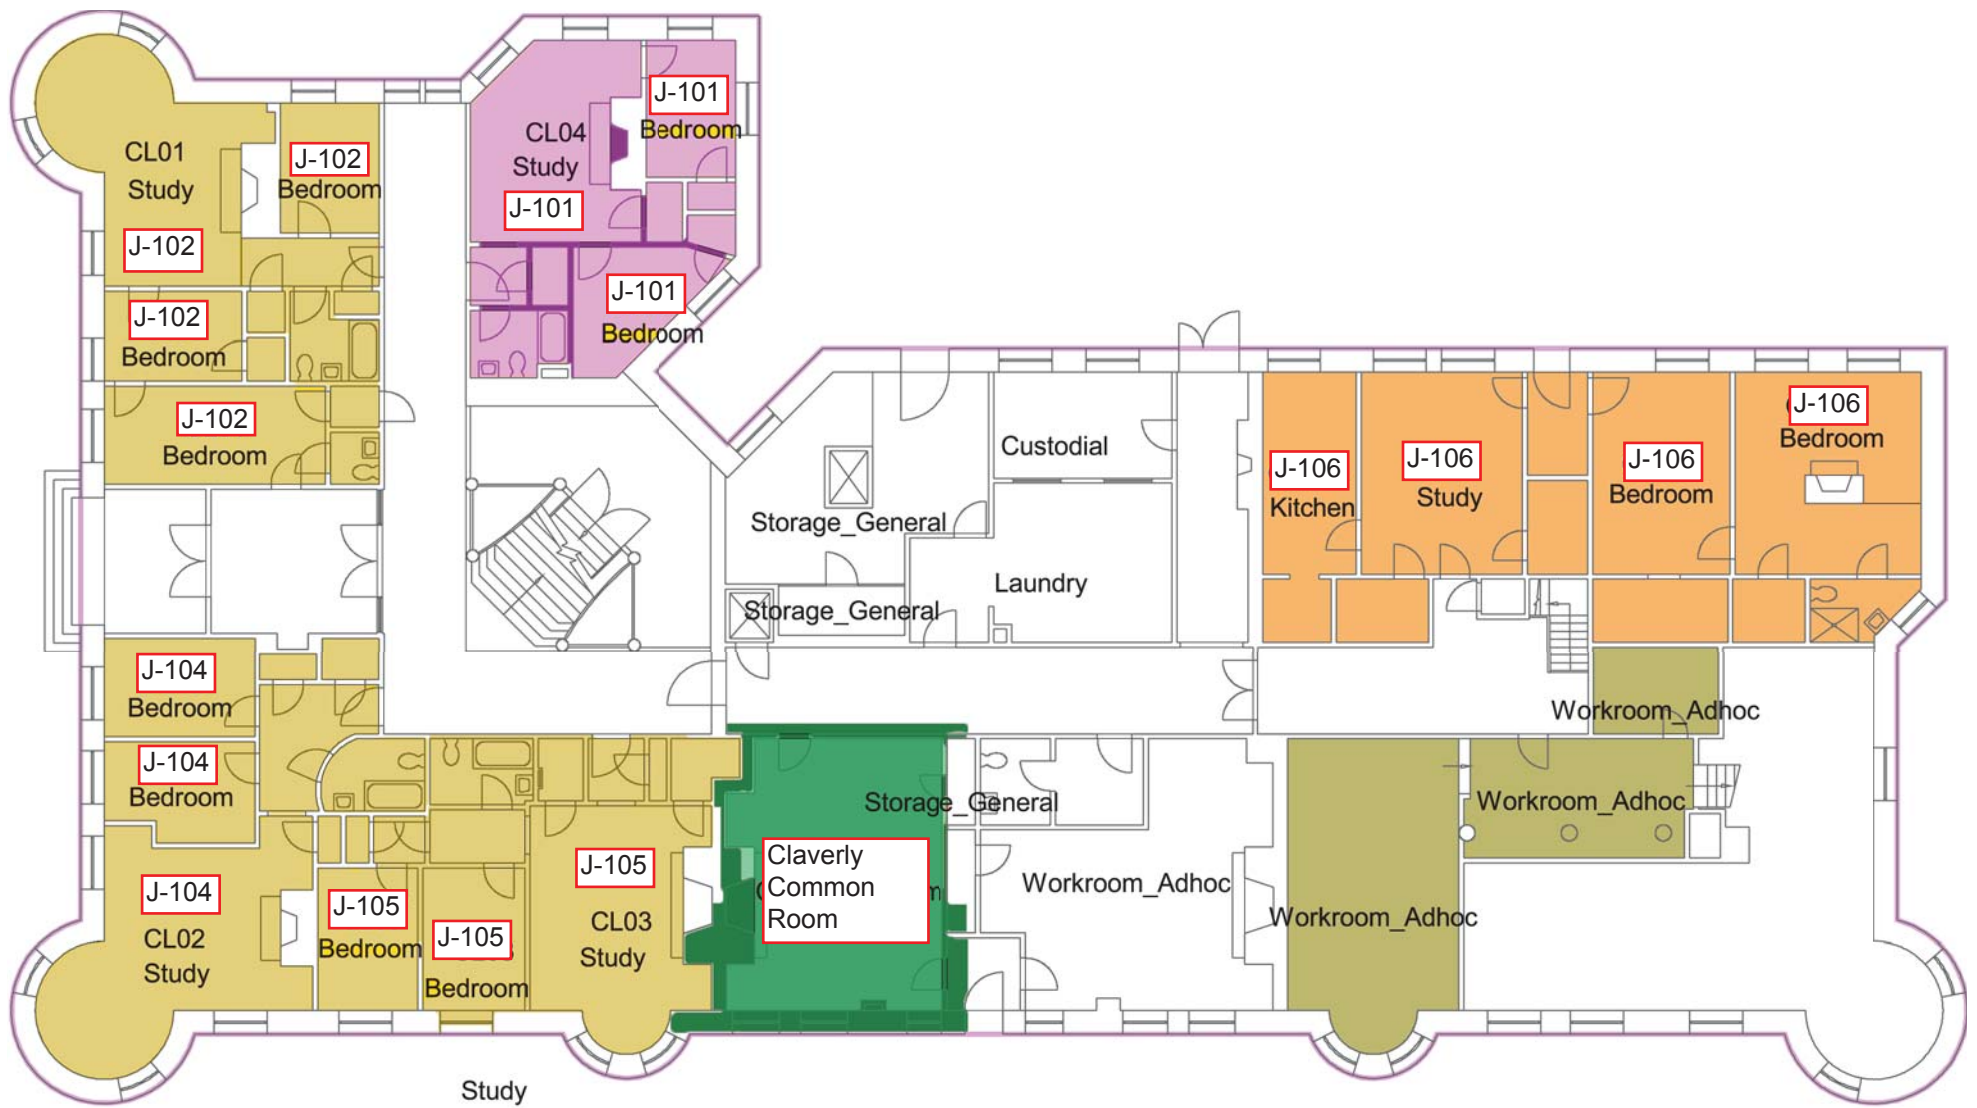 CL01
Study
J-102
J-102
Bedroom
J-102
Bedroom
J-102
Bedroom
CL04
Study
J-101
J-101
Bedroom
J-101
Bedroom
Storage_General
Custodial
Storage_General
Laundry
J-106
Kitchen
J-106
Study
J-106
Bedroom
J-106
Bedroom
J-104
Bedroom
J-104
Bedroom
J-104
CL02
Study
J-105
Bedroom
J-105
Bedroom
J-105
CL03
Study
Claverly
Common
Room
Storage_General
Workroom_Adhoc
Workroom_Adhoc
Workroom_Adhoc
Workroom_Adhoc
Study